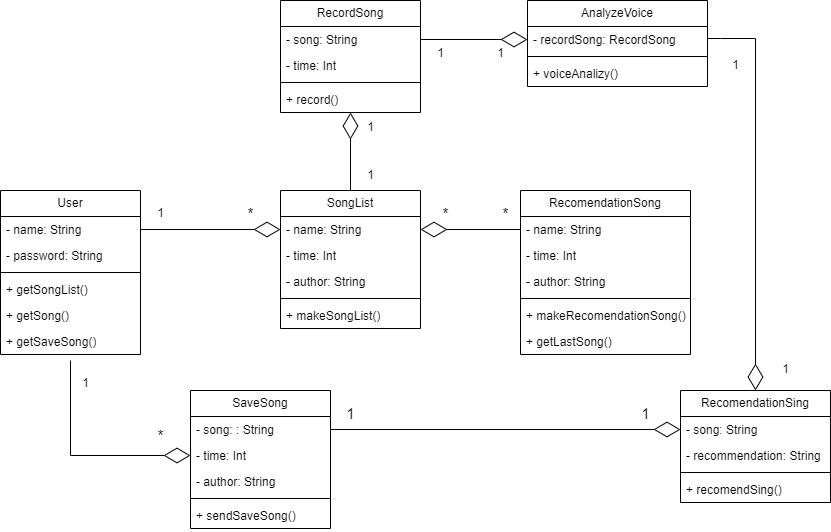 RecordSong
- song: String
- time: Int
+ record()
AnalyzeVoice
- recordSong: RecordSong
+ voiceAnalizy()
1
1
1
1
1
User
- name: String
- password: String
+ getSongList()
+ getSong()
+ getSaveSong()
1
*
SongList
- name: String
- time: Int
- author: String
+ makeSongList()
*
*
RecomendationSong
- name: String
- time: Int
- author: String
+ makeRecomendationSong()
+ getLastSong()
1
*
SaveSong
- song: : String
- time: Int
- author: String
+ sendSaveSong()
1
1
1
RecomendationSing
- song: String
- recommendation: String
+ recomendSing()